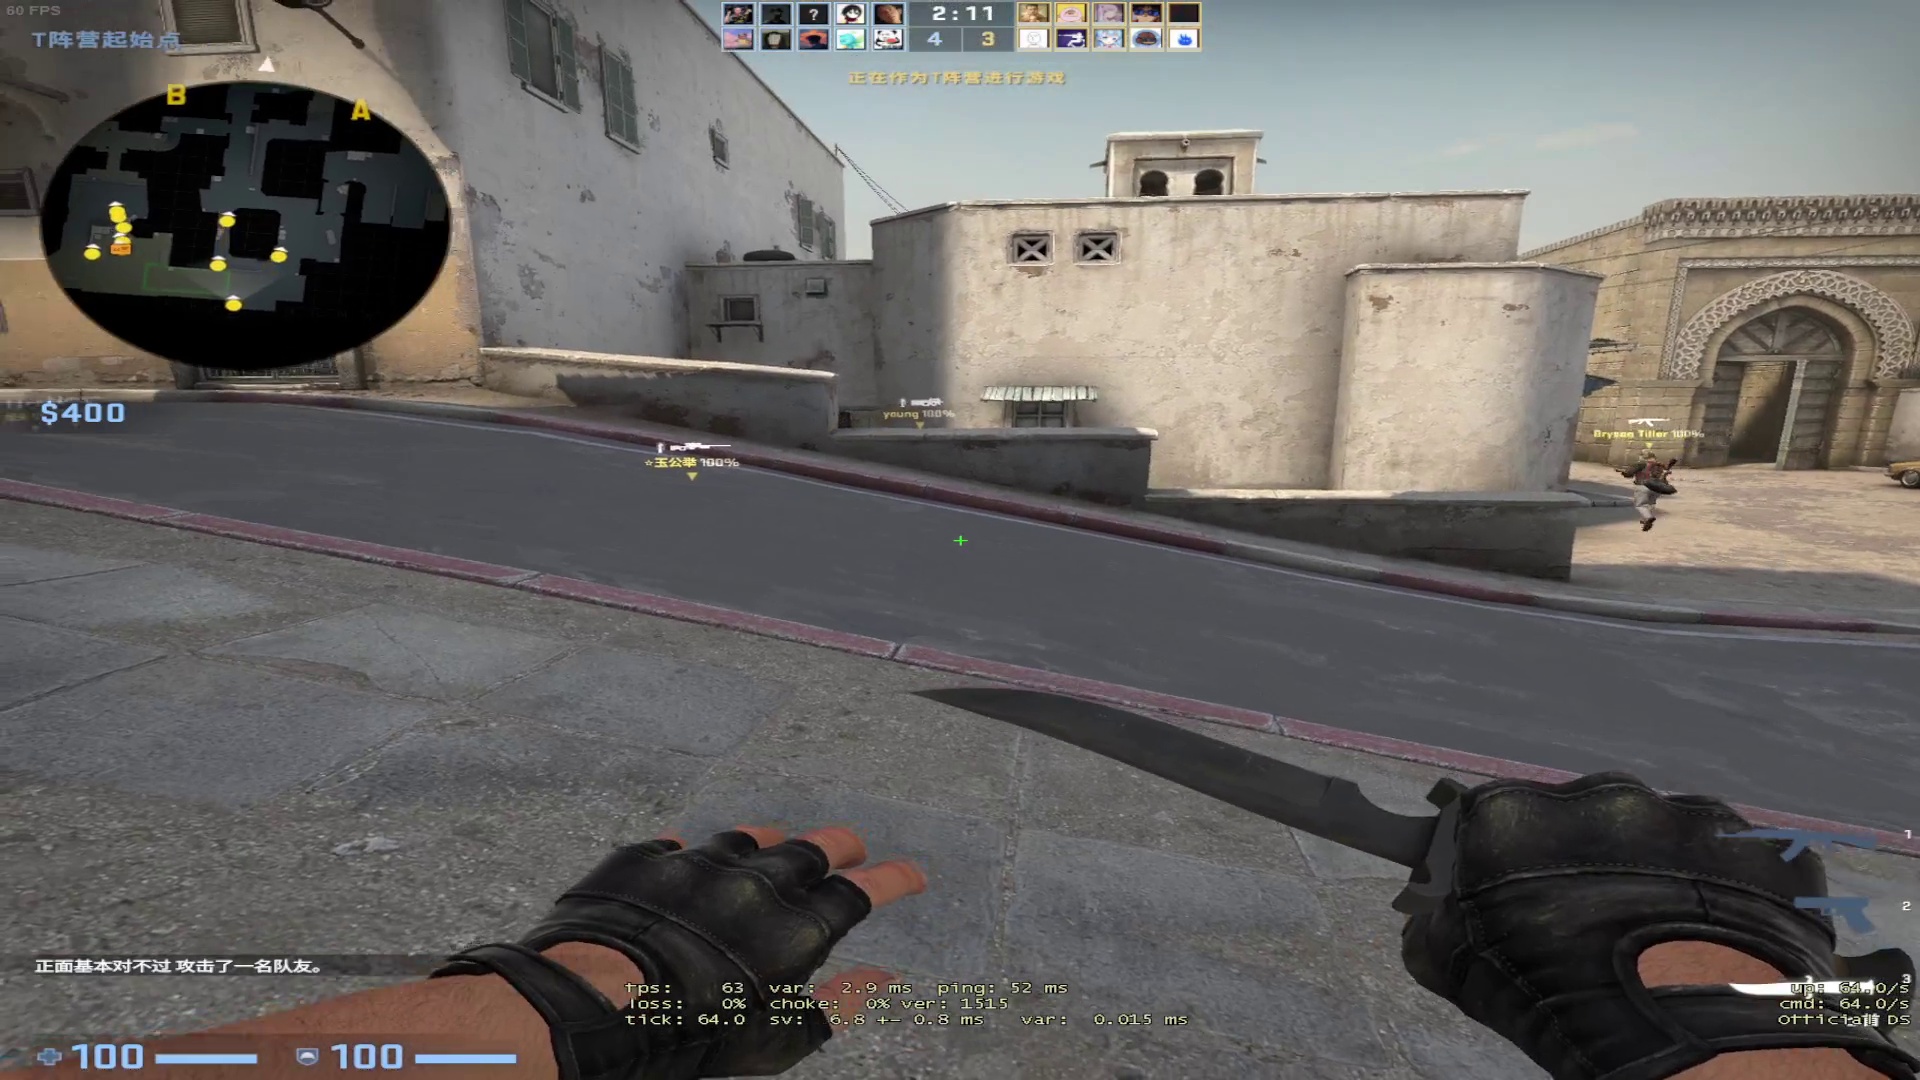 60 FPS
T阵营起始点
2:11
4 3
正在作为T阵营进行游戏
B
A
?
$400
young 100%
☆玉公举 100%
Bryson Tiller 100%
1
2
3
正面基本对不过 攻击了一名队友。
fps: 63 var: 2.9 ms ping: 52 ms
loss: 0% choke: 0% ver: 1515
tick: 64.0 sv: 6.8 +- 0.8 ms var: 0.015 ms
up: 64.0/s
cmd: 64.0/s
Official DS
100
100